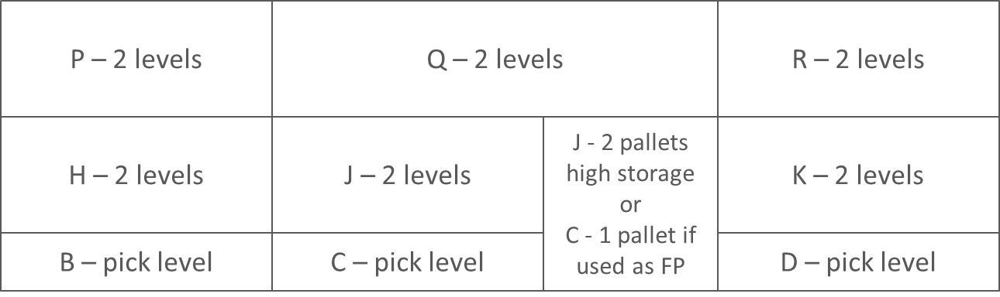 P – 2 levels
Q – 2 levels
R – 2 levels
H – 2 levels
J – 2 levels
J - 2 pallets
high storage
or
C - 1 pallet if
used as FP
K – 2 levels
B – pick level
C – pick level
D – pick level